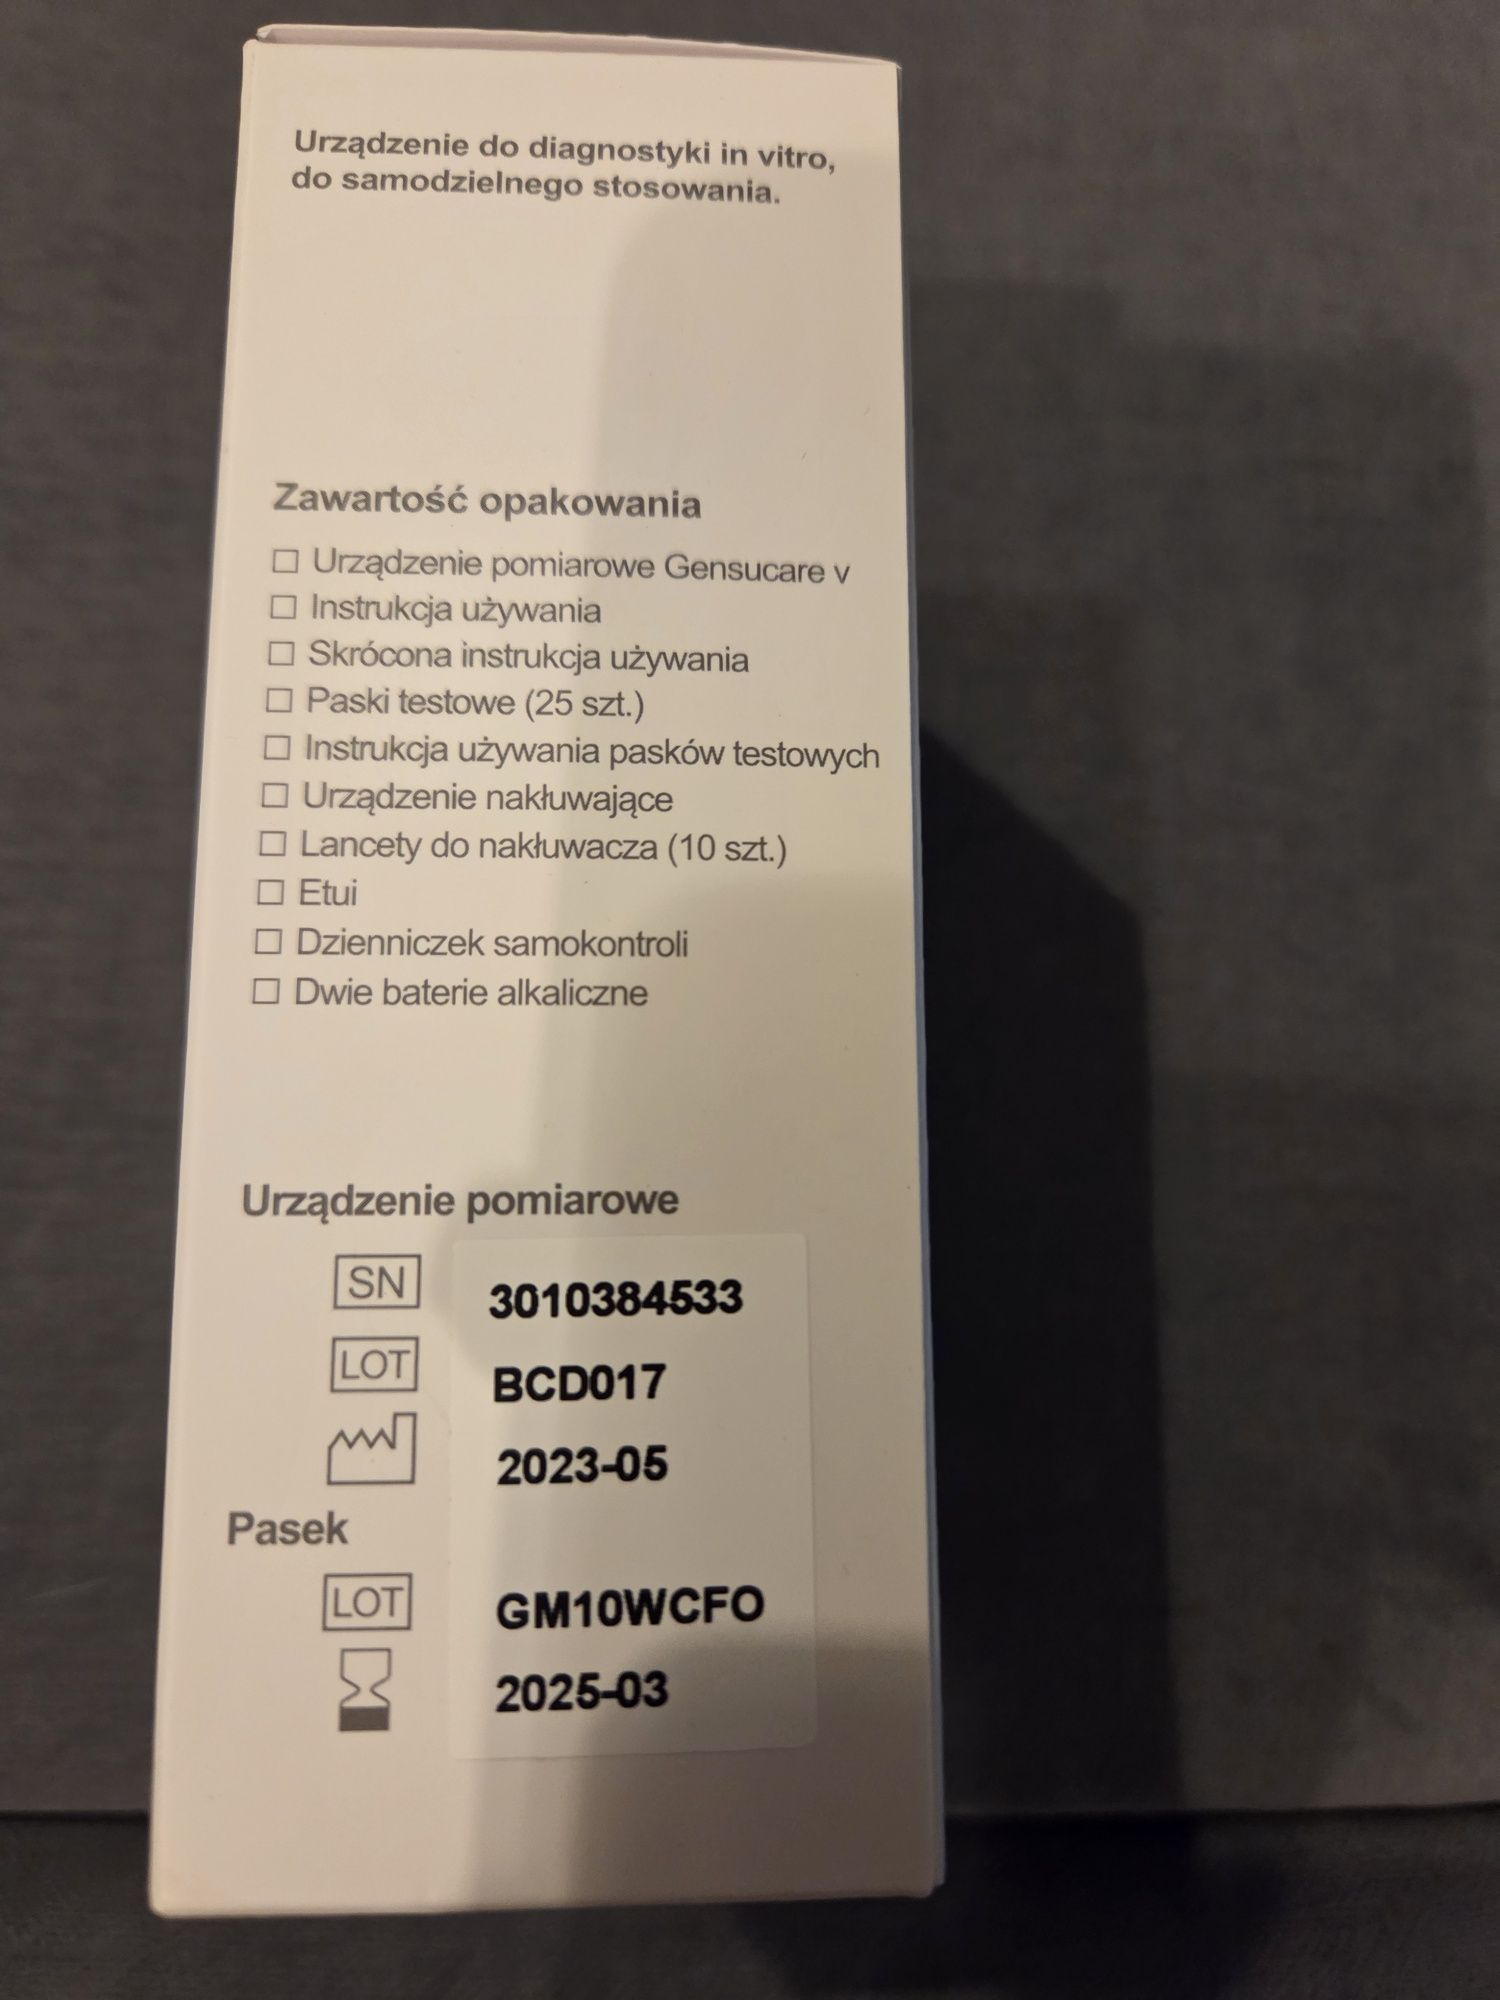 Urządzenie do diagnostyki in vitro,
do samodzielnego stosowania.
Zawartość opakowania
☐ Urządzenie pomiarowe Gensucare v
☐ Instrukcja używania
☐ Skrócona instrukcja używania
☐ Paski testowe (25 szt.)
☐ Instrukcja używania pasków testowych
☐ Urządzenie nakłuwające
☐ Lancety do nakłuwacza (10 szt.)
☐ Etui
☐ Dzienniczek samokontroli
☐ Dwie baterie alkaliczne
Urządzenie pomiarowe
SN 3010384533
LOT BCD017
2023-05
Pasek
LOT GM10WCFO
2025-03